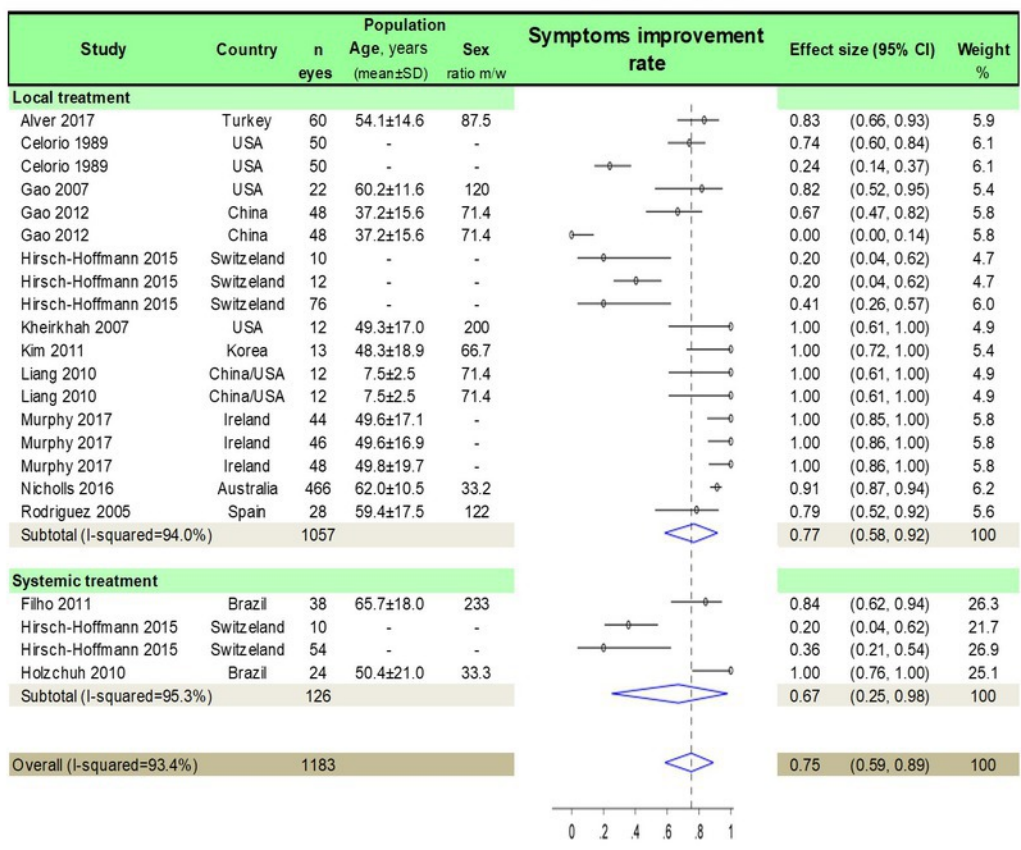 Study Country n eyes Population Age, years (mean±SD) Sex ratio m/w Symptoms improvement rate Effect size (95% CI) Weight %
Local treatment
Alver 2017 Turkey 60 54.1±14.6 87.5 0.83 (0.66, 0.93) 5.9
Celorio 1989 USA 50 - - 0.74 (0.60, 0.84) 6.1
Celorio 1989 USA 50 - - 0.24 (0.14, 0.37) 6.1
Gao 2007 USA 22 60.2±11.6 120 0.82 (0.52, 0.95) 5.4
Gao 2012 China 48 37.2±15.6 71.4 0.67 (0.47, 0.82) 5.8
Gao 2012 China 48 37.2±15.6 71.4 0.00 (0.00, 0.14) 5.8
Hirsch-Hoffmann 2015 Switzeland 10 - - 0.20 (0.04, 0.62) 4.7
Hirsch-Hoffmann 2015 Switzeland 12 - - 0.20 (0.04, 0.62) 4.7
Hirsch-Hoffmann 2015 Switzeland 76 - - 0.41 (0.26, 0.57) 6.0
Kheirkhah 2007 USA 12 49.3±17.0 200 1.00 (0.61, 1.00) 4.9
Kim 2011 Korea 13 48.3±18.9 66.7 1.00 (0.72, 1.00) 5.4
Liang 2010 China/USA 12 7.5±2.5 71.4 1.00 (0.61, 1.00) 4.9
Liang 2010 China/USA 12 7.5±2.5 71.4 1.00 (0.61, 1.00) 4.9
Murphy 2017 Ireland 44 49.6±17.1 - 1.00 (0.85, 1.00) 5.8
Murphy 2017 Ireland 46 49.6±16.9 - 1.00 (0.86, 1.00) 5.8
Murphy 2017 Ireland 48 49.8±19.7 - 1.00 (0.86, 1.00) 5.8
Nicholls 2016 Australia 466 62.0±10.5 33.2 0.91 (0.87, 0.94) 6.2
Rodriguez 2005 Spain 28 59.4±17.5 122 0.79 (0.52, 0.92) 5.6
Subtotal (I-squared=94.0%) 1057 0.77 (0.58, 0.92) 100
Systemic treatment
Filho 2011 Brazil 38 65.7±18.0 233 0.84 (0.62, 0.94) 26.3
Hirsch-Hoffmann 2015 Switzeland 10 - - 0.20 (0.04, 0.62) 21.7
Hirsch-Hoffmann 2015 Switzeland 54 - - 0.36 (0.21, 0.54) 26.9
Holzchuh 2010 Brazil 24 50.4±21.0 33.3 1.00 (0.76, 1.00) 25.1
Subtotal (I-squared=95.3%) 126 0.67 (0.25, 0.98) 100
Overall (I-squared=93.4%) 1183 0.75 (0.59, 0.89) 100
0 .2 .4 .6 .8 1